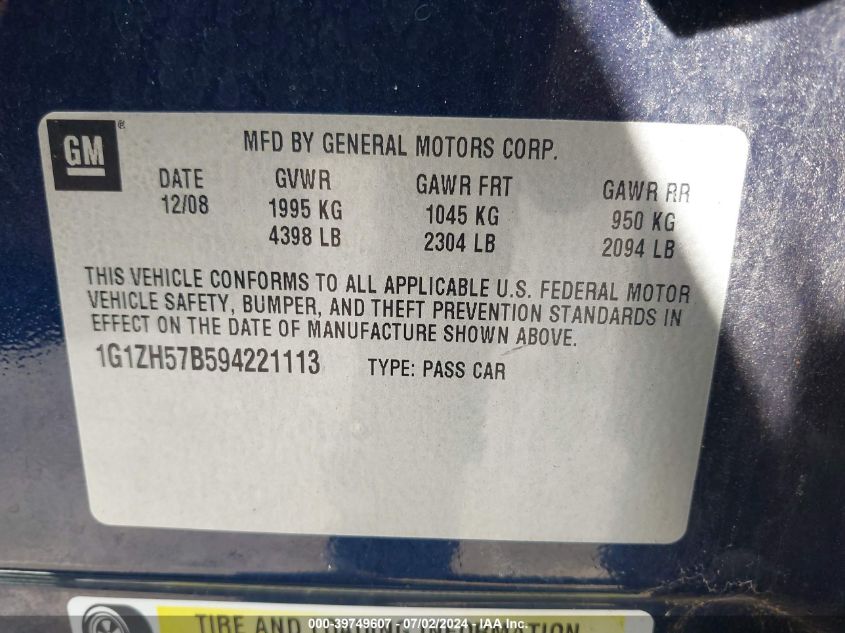 GM®
MFD BY GENERAL MOTORS CORP.
DATE GVWR GAWR FRT GAWR RR
12/08 1995 KG 1045 KG 950 KG
4398 LB 2304 LB 2094 LB
THIS VEHICLE CONFORMS TO ALL APPLICABLE U.S. FEDERAL MOTOR
VEHICLE SAFETY, BUMPER, AND THEFT PREVENTION STANDARDS IN
EFFECT ON THE DATE OF MANUFACTURE SHOWN ABOVE.
1G1ZH57B594221113 TYPE: PASS CAR
TIRE AND LOADING INFORMATION
000-39749607 - 07/02/2024 - IAA Inc.